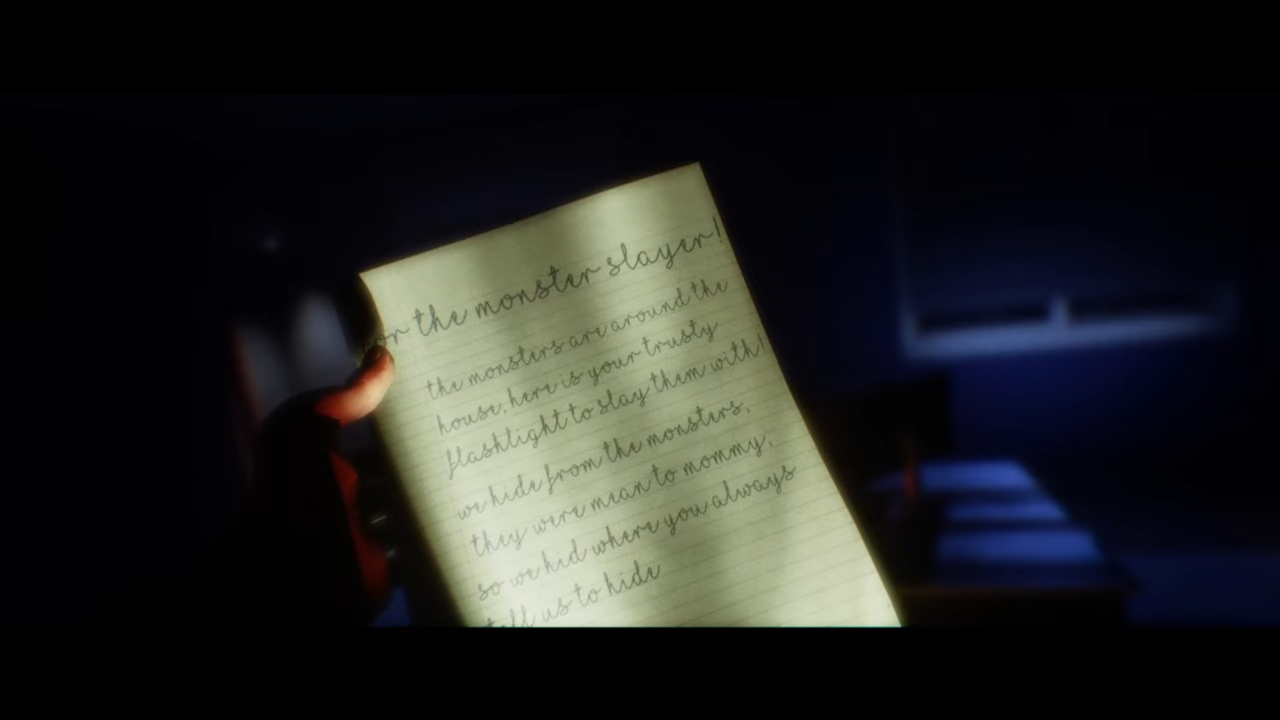 for the monster slayer!
the monsters are around the
house, here is your trusty
flashlight to slay them with!
we hide from the monsters,
they were mean to mommy,
so we hid where you always
tell us to hide